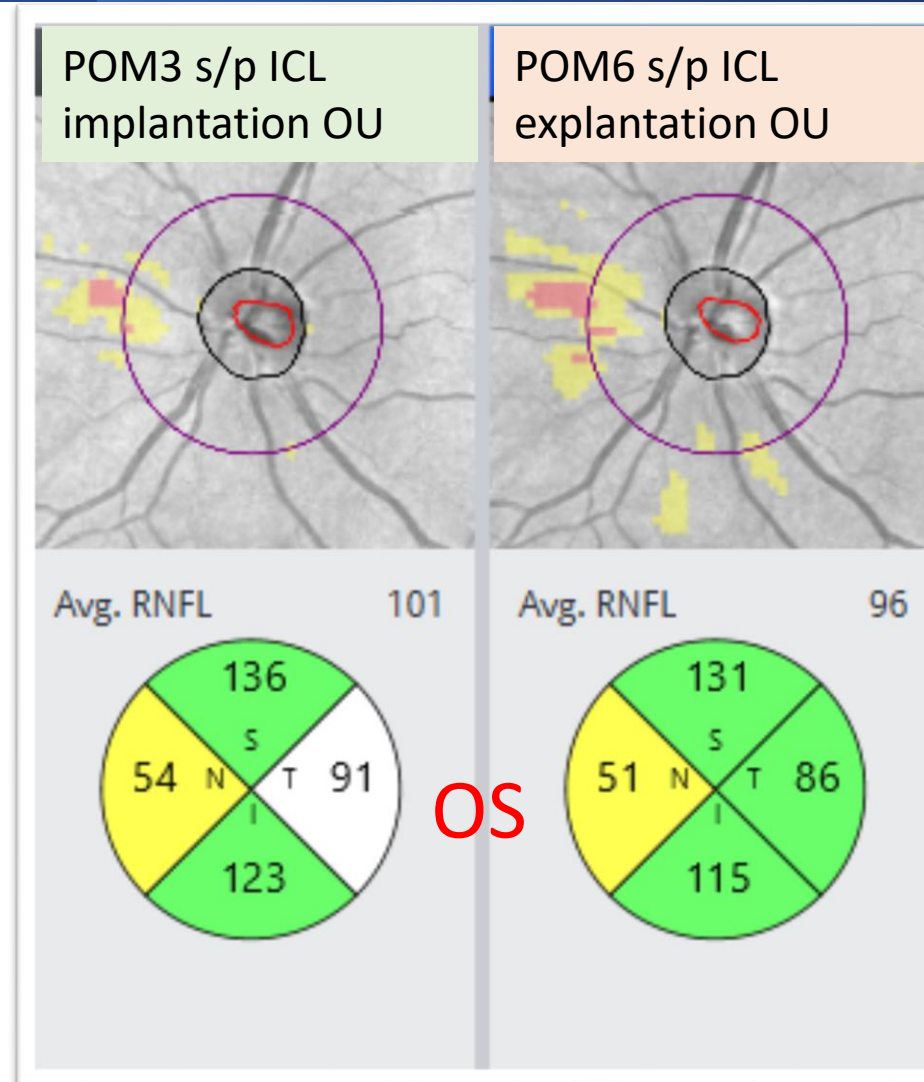 POM3 s/p ICL
implantation OU
POM6 s/p ICL
explantation OU
Avg. RNFL 101
136
S
54 N T 91
I
123
OS
Avg. RNFL 96
131
S
51 N T 86
I
115